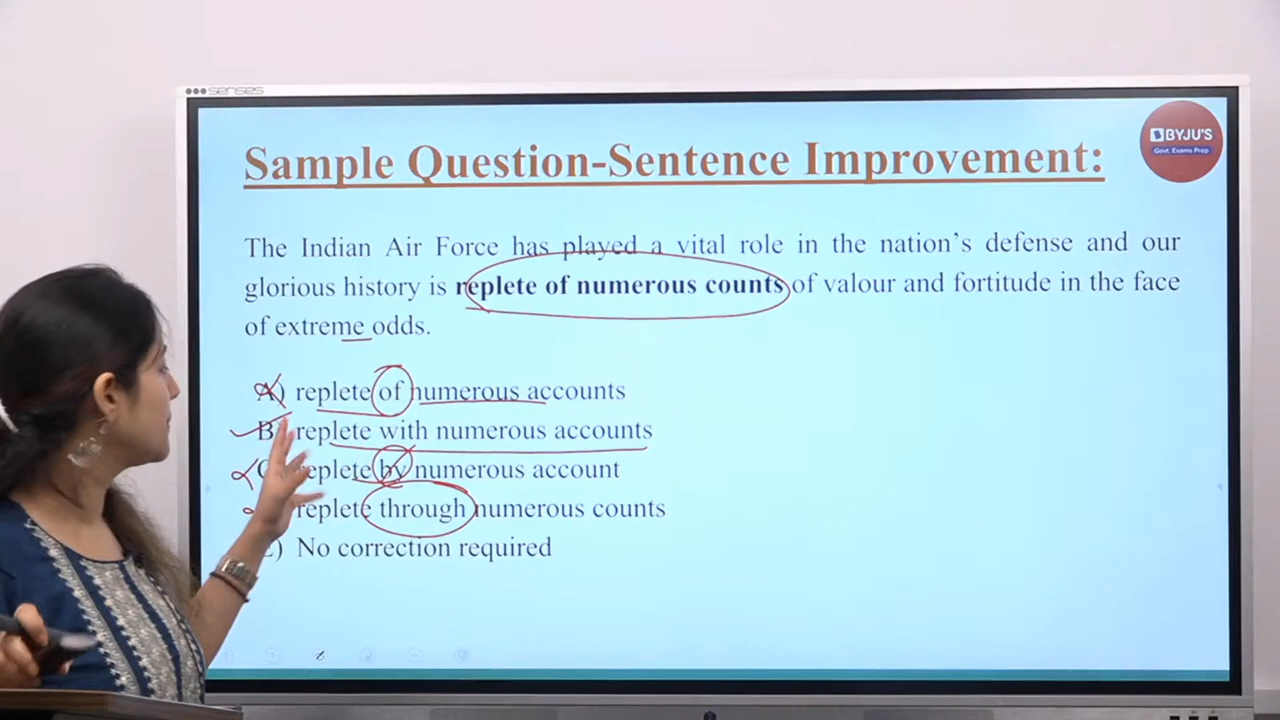 senses
BYJU'S
Govt. Exams Prep
Sample Question-Sentence Improvement:
The Indian Air Force has played a vital role in the nation's defense and our
glorious history is replete of numerous counts of valour and fortitude in the face
of extreme odds.
A) replete of numerous accounts
B) replete with numerous accounts
C) replete by numerous account
replete through numerous counts
E) No correction required